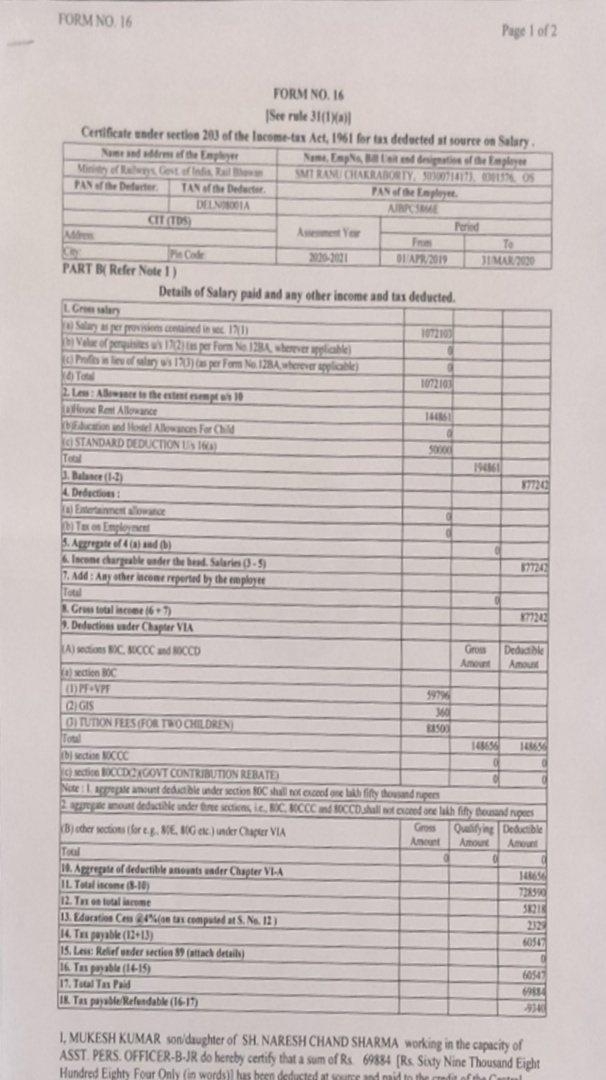 FORM NO. 16
Page 1 of 2
FORM NO. 16
[See rule 31(1)(a)]
Certificate under section 203 of the Income-tax Act, 1961 for tax deducted at source on Salary.
Name and address of the Employer Name, EmpNo, Bill Unit and designation of the Employee
Ministry of Railways, Govt. of India, Rail Bhawan SMT RANU CHAKRABORTY, 50300714173, 0301576, OS
PAN of the Deductor. TAN of the Deductor. PAN of the Employee.
DELM08001A AJBPC5866E
CIT (TDS) Assessment Year Period
Address From To
City Pin Code 2020-2021 01/APR/2019 31/MAR/2020
PART B( Refer Note 1 )
Details of Salary paid and any other income and tax deducted.
1. Gross salary
(a) Salary as per provisions contained in sec. 17(1) 1072103
(b) Value of perquisites u/s 17(2) (as per Form No.12BA, wherever applicable) 0
(c) Profits in lieu of salary u/s 17(3) (as per Form No.12BA,wherever applicable) 0
(d) Total 1072103
2. Less : Allowance to the extent exempt u/s 10
(a)House Rent Allowance 144861
(b)Education and Hostel Allowances For Child 0
(c) STANDARD DEDUCTION U/s 16(a) 50000
Total 194861
3. Balance (1-2) 877242
4. Deductions :
(a) Entertainment allowance 0
(b) Tax on Employment 0
5. Aggregate of 4 (a) and (b) 0
6. Income chargeable under the head. Salaries (3 - 5) 877242
7. Add : Any other income reported by the employee
Total 0
8. Gross total income (6 + 7) 877242
9. Deductions under Chapter VIA
(A) sections 80C, 80CCC and 80CCD Gross Amount Deductible Amount
(a) section 80C
(1) PF+VPF 59796
(2) GIS 360
(3) TUTION FEES (FOR TWO CHILDREN) 88500
Total 148656 148656
(b) section 80CCC 0 0
(c) section 80CCD(2)(GOVT CONTRIBUTION REBATE) 0 0
Note : 1. aggregate amount deductible under section 80C shall not exceed one lakh fifty thousand rupees
2. aggregate amount deductible under three sections, i.e., 80C, 80CCC and 80CCD,shall not exceed one lakh fifty thousand rupees
(B) other sections (for e.g., 80E, 80G etc.) under Chapter VIA Gross Amount Qualifying Amount Deductible Amount
Total 0 0 0
10. Aggregate of deductible amounts under Chapter VI-A 148656
11. Total income (8-10) 728590
12. Tax on total income 58218
13. Education Cess @4%(on tax computed at S. No. 12 ) 2329
14. Tax payable (12+13) 60547
15. Less: Relief under section 89 (attach details) 0
16. Tax payable (14-15) 60547
17. Total Tax Paid 69884
18. Tax payable/Refundable (16-17) -9340
I, MUKESH KUMAR son/daughter of SH. NARESH CHAND SHARMA working in the capacity of
ASST. PERS. OFFICER-B-JR do hereby certify that a sum of Rs. 69884 [Rs. Sixty Nine Thousand Eight
Hundred Eighty Four Only (in words)] has been deducted at source and paid to the credit of the Central